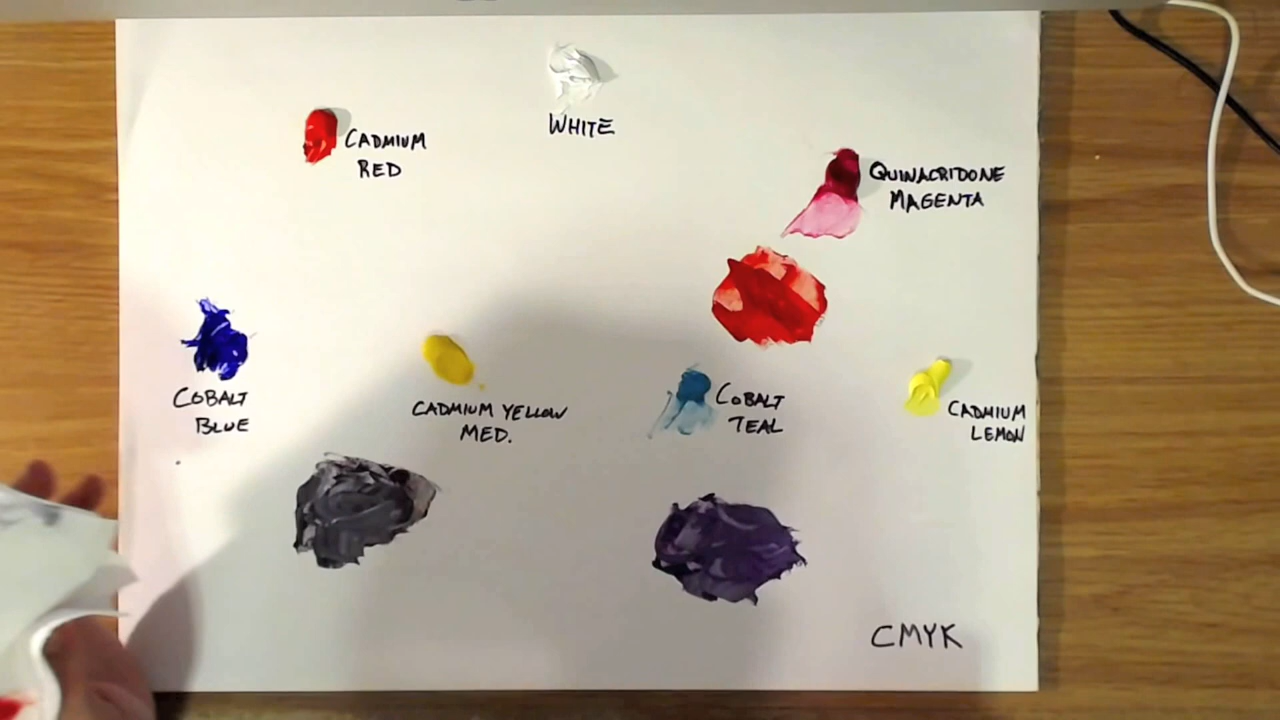 WHITE
CADMIUM
RED
QUINACRIDONE
MAGENTA
COBALT
BLUE
CADMIUM YELLOW
MED.
COBALT
TEAL
CADMIUM
LEMON
CMYK